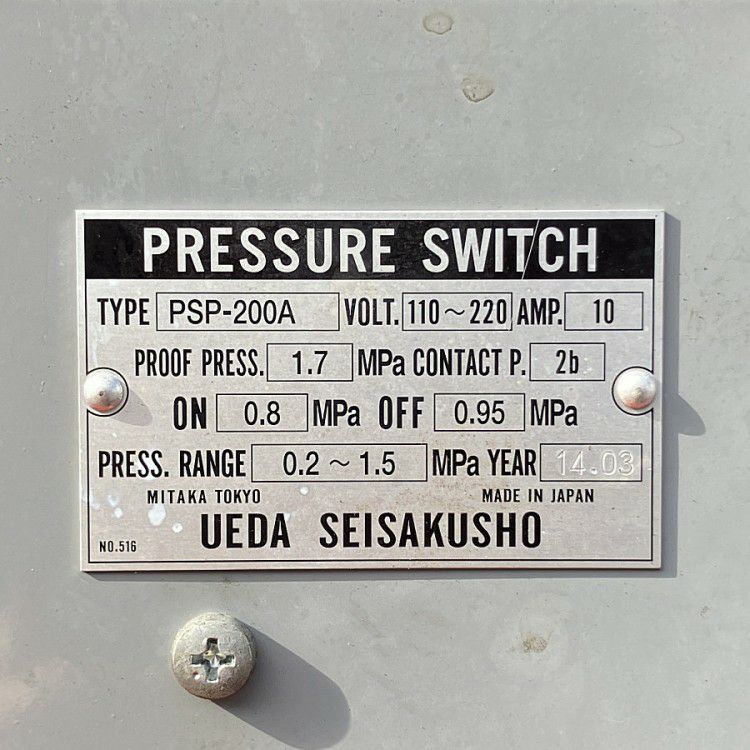 PRESSURE SWITCH
TYPE PSP-200A VOLT. 110~220 AMP. 10
PROOF PRESS. 1.7 MPa CONTACT P. 2b
ON 0.8 MPa OFF 0.95 MPa
PRESS. RANGE 0.2 ~ 1.5 MPa YEAR 14.03
MITAKA TOKYO MADE IN JAPAN
UEDA SEISAKUSHO
NO.516